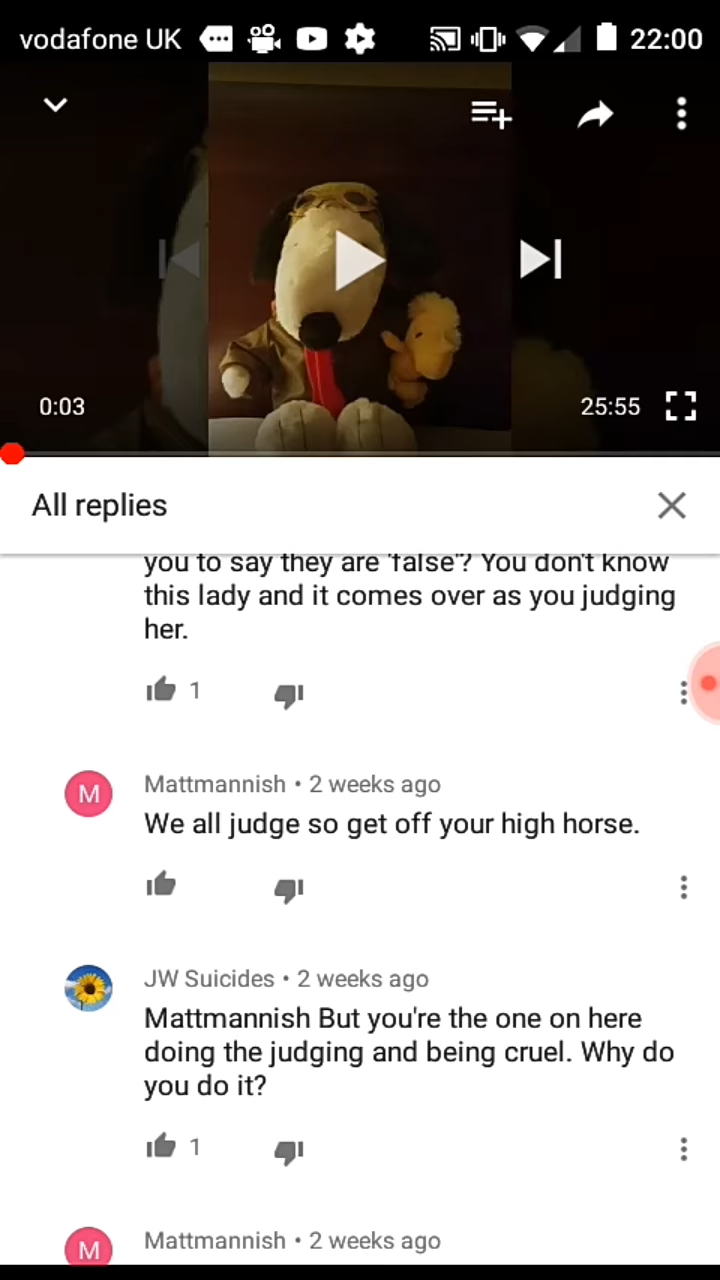 vodafone UK
22:00
0:03
25:55
All replies
you to say they are 'false'? You don't know
this lady and it comes over as you judging
her.
1
M
Mattmannish • 2 weeks ago
We all judge so get off your high horse.
JW Suicides • 2 weeks ago
Mattmannish But you're the one on here
doing the judging and being cruel. Why do
you do it?
1
M
Mattmannish • 2 weeks ago